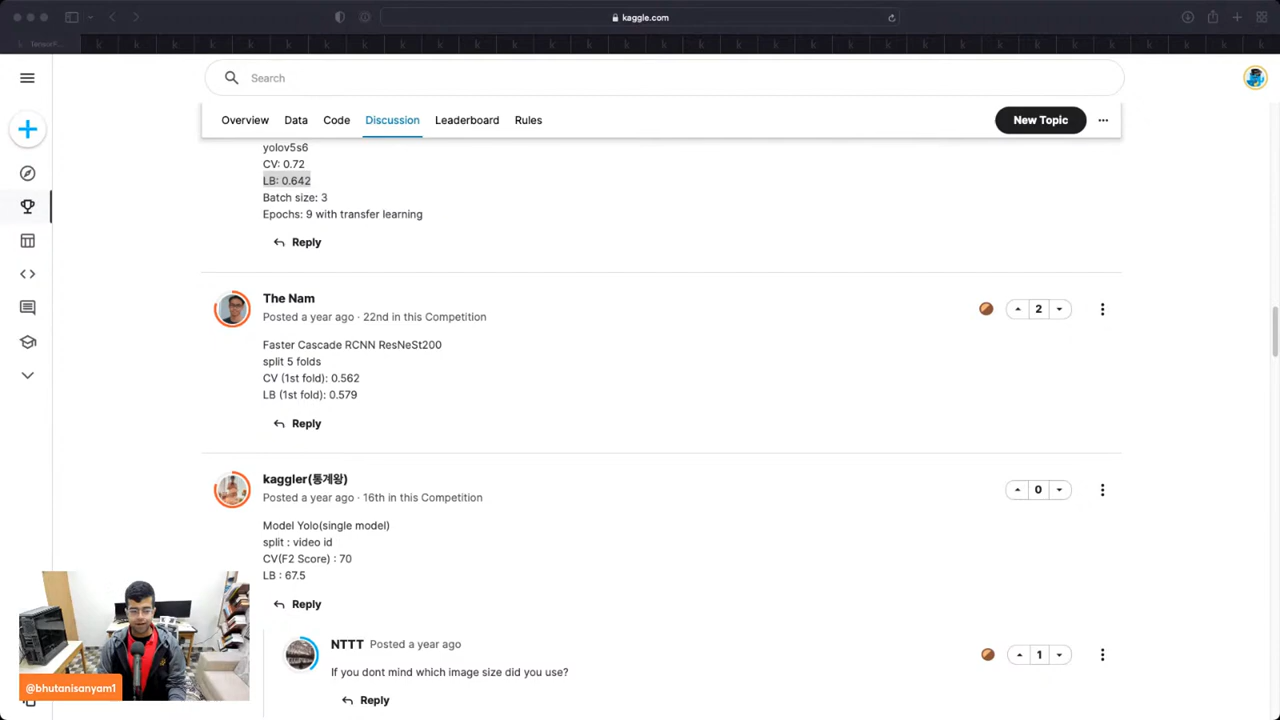 kaggle.com
Search
Overview
Data
Code
Discussion
Leaderboard
Rules
New Topic
yolov5s6
CV: 0.72
LB: 0.642
Batch size: 3
Epochs: 9 with transfer learning
Reply
The Nam
Posted a year ago · 22nd in this Competition
2
Faster Cascade RCNN ResNeSt200
split 5 folds
CV (1st fold): 0.562
LB (1st fold): 0.579
Reply
kaggler(통계왕)
Posted a year ago · 16th in this Competition
0
Model Yolo(single model)
split : video id
CV(F2 Score) : 70
LB : 67.5
Reply
NTTT Posted a year ago
1
If you dont mind which image size did you use?
Reply
@bhutanisanyam1